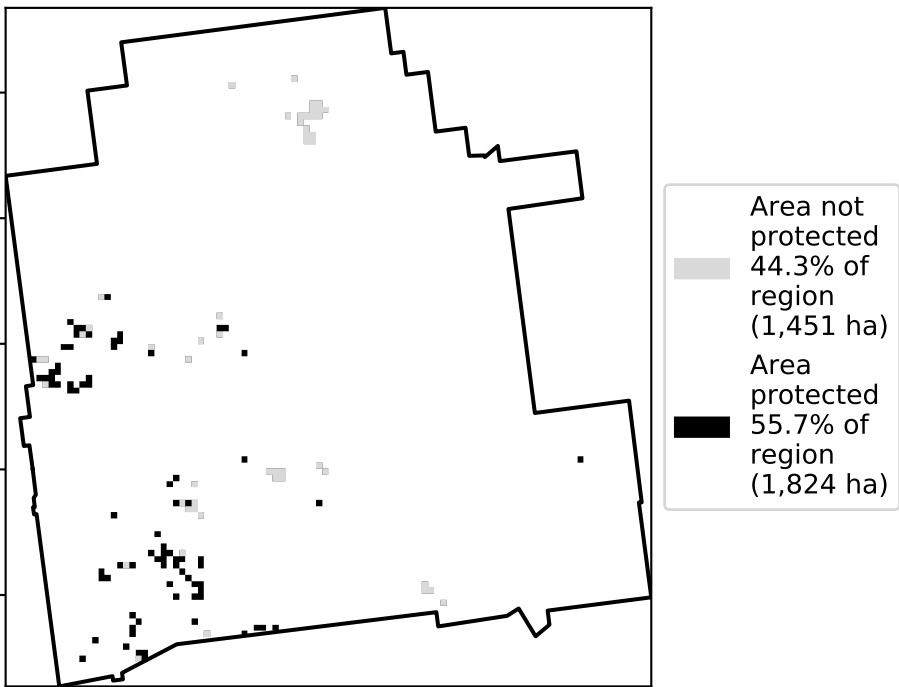 Area not
protected
44.3% of
region
(1,451 ha)
Area
protected
55.7% of
region
(1,824 ha)